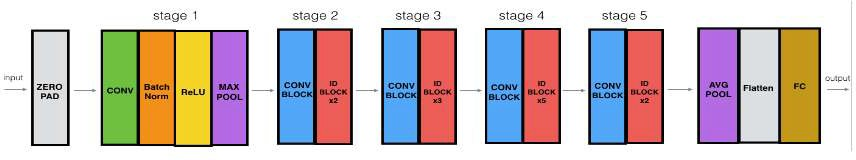 stage 1
stage 2
stage 3
stage 4
stage 5
input
ZERO
PAD
CONV
Batch
Norm
ReLU
MAX
POOL
CONV
BLOCK
ID
BLOCK
x2
CONV
BLOCK
ID
BLOCK
x3
CONV
BLOCK
ID
BLOCK
x5
CONV
BLOCK
ID
BLOCK
x2
AVG
POOL
Flatten
FC
output